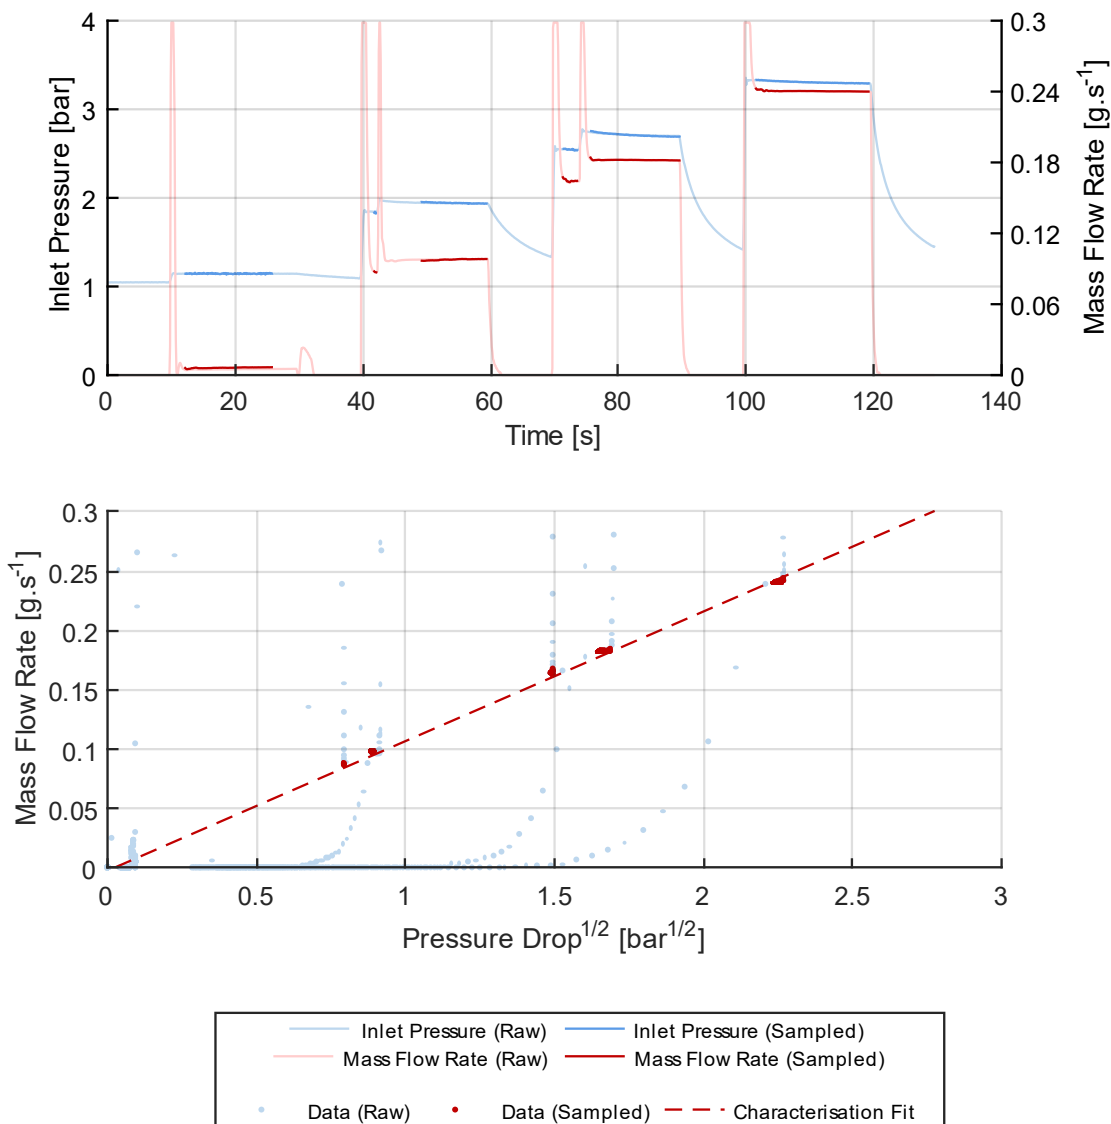 4
3
2
1
0
Inlet Pressure [bar]
0.3
0.24
0.18
0.12
0.06
0
Mass Flow Rate [g.s-1]
0 20 40 60 80 100 120 140
Time [s]
0.3
0.25
0.2
0.15
0.1
0.05
0
Mass Flow Rate [g.s-1]
0 0.5 1 1.5 2 2.5 3
Pressure Drop1/2 [bar1/2]
Inlet Pressure (Raw) Inlet Pressure (Sampled)
Mass Flow Rate (Raw) Mass Flow Rate (Sampled)
Data (Raw) Data (Sampled) Characterisation Fit